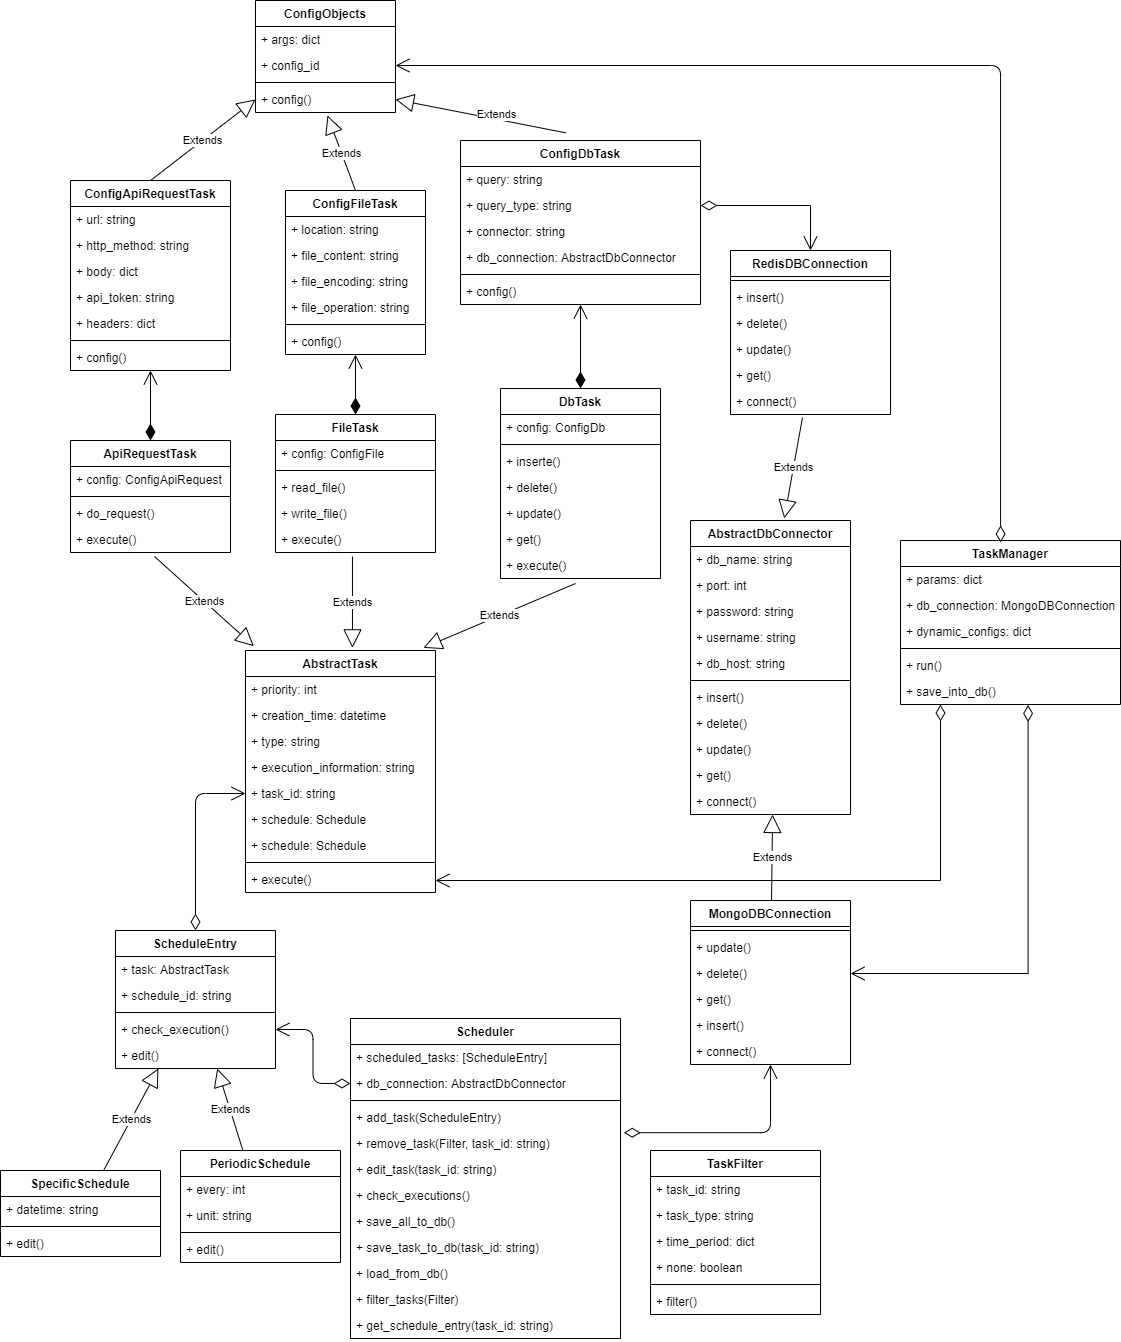 ConfigObjects
+ args: dict
+ config_id
+ config()
Extends
Extends
Extends
ConfigApiRequestTask
+ url: string
+ http_method: string
+ body: dict
+ api_token: string
+ headers: dict
+ config()
ConfigFileTask
+ location: string
+ file_content: string
+ file_encoding: string
+ file_operation: string
+ config()
ConfigDbTask
+ query: string
+ query_type: string
+ connector: string
+ db_connection: AbstractDbConnector
+ config()
RedisDBConnection
+ insert()
+ delete()
+ update()
+ get()
+ connect()
Extends
ApiRequestTask
+ config: ConfigApiRequest
+ do_request()
+ execute()
Extends
FileTask
+ config: ConfigFile
+ read_file()
+ write_file()
+ execute()
Extends
DbTask
+ config: ConfigDb
+ inserte()
+ delete()
+ update()
+ get()
+ execute()
Extends
AbstractDbConnector
+ db_name: string
+ port: int
+ password: string
+ username: string
+ db_host: string
+ insert()
+ delete()
+ update()
+ get()
+ connect()
Extends
TaskManager
+ params: dict
+ db_connection: MongoDBConnection
+ dynamic_configs: dict
+ run()
+ save_into_db()
AbstractTask
+ priority: int
+ creation_time: datetime
+ type: string
+ execution_information: string
+ task_id: string
+ schedule: Schedule
+ schedule: Schedule
+ execute()
MongoDBConnection
+ update()
+ delete()
+ get()
+ insert()
+ connect()
ScheduleEntry
+ task: AbstractTask
+ schedule_id: string
+ check_execution()
+ edit()
Extends
Extends
Scheduler
+ scheduled_tasks: [ScheduleEntry]
+ db_connection: AbstractDbConnector
+ add_task(ScheduleEntry)
+ remove_task(Filter, task_id: string)
+ edit_task(task_id: string)
+ check_executions()
+ save_all_to_db()
+ save_task_to_db(task_id: string)
+ load_from_db()
+ filter_tasks(Filter)
+ get_schedule_entry(task_id: string)
SpecificSchedule
+ datetime: string
+ edit()
PeriodicSchedule
+ every: int
+ unit: string
+ edit()
TaskFilter
+ task_id: string
+ task_type: string
+ time_period: dict
+ none: boolean
+ filter()